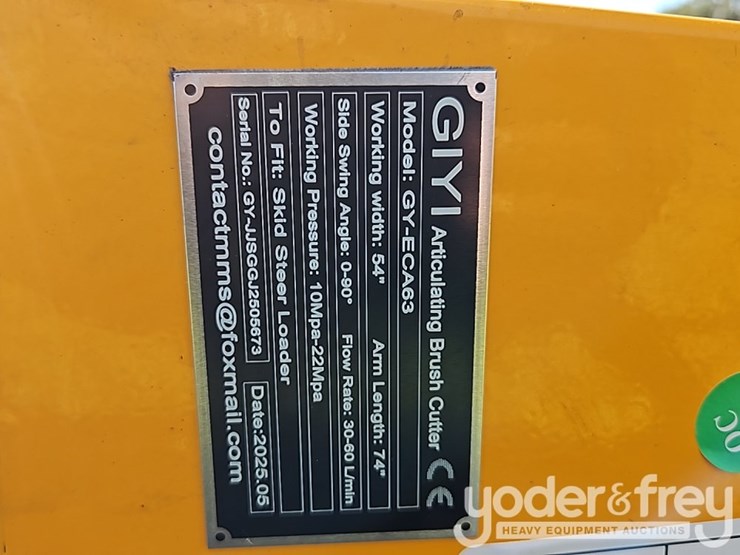 GIYI Articulating Brush Cutter CE
Model: GY-ECA63
Working width: 54" Arm Length: 74"
Side Swing Angle: 0-90° Flow Rate: 30-60 L/min
Working Pressure: 10Mpa-22Mpa
To Fit: Skid Steer Loader
Serial No.: GY-JJSGGJ2505673 Date:2025.05
contactmms@foxmail.com
yoder&frey
HEAVY EQUIPMENT AUCTIONS